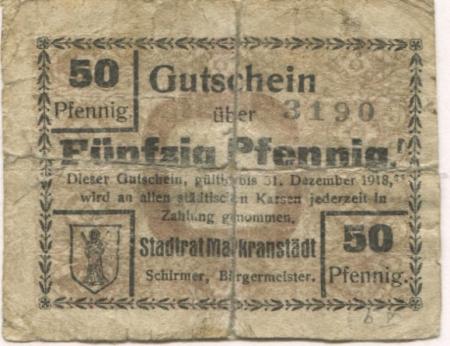 50
Pfennig
Gutschein
über 3190
Fünfzig Pfennig.
Dieser Gutschein, gültig bis 31. Dezember 1918,
wird an allen städtischen Kassen jederzeit in
Zahlung genommen.
Stadtrat Markranstädt
Schirmer, Bürgermeister.
50
Pfennig.